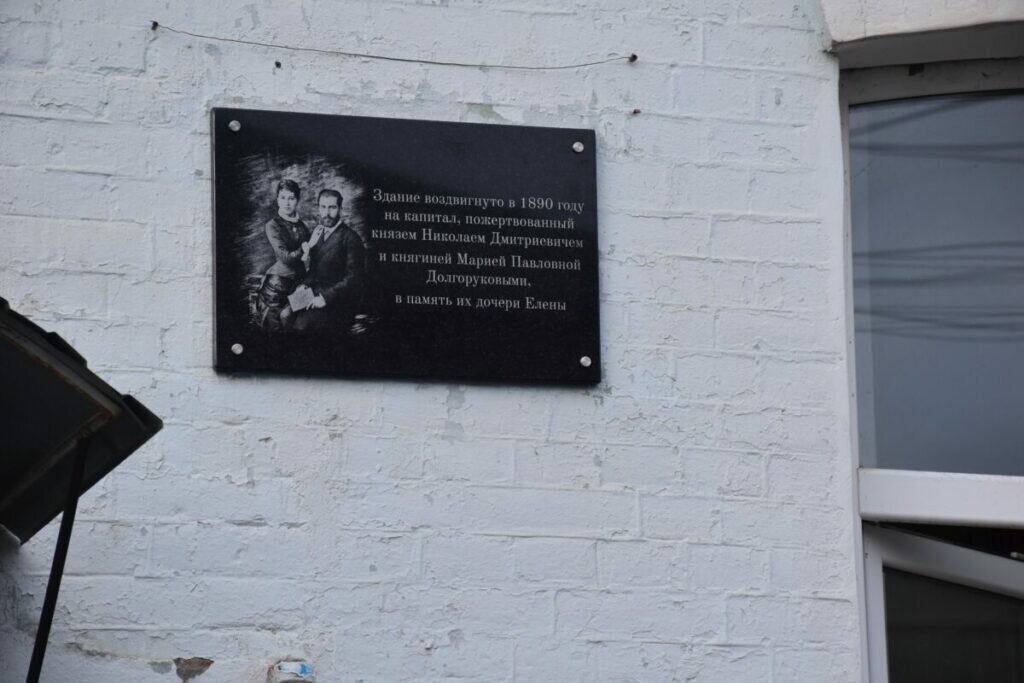 Здание воздвигнуто в 1890 году
на капитал, пожертвованный
князем Николаем Дмитриевичем
и княгиней Марией Павловной
Долгоруковыми,
в память их дочери Елены